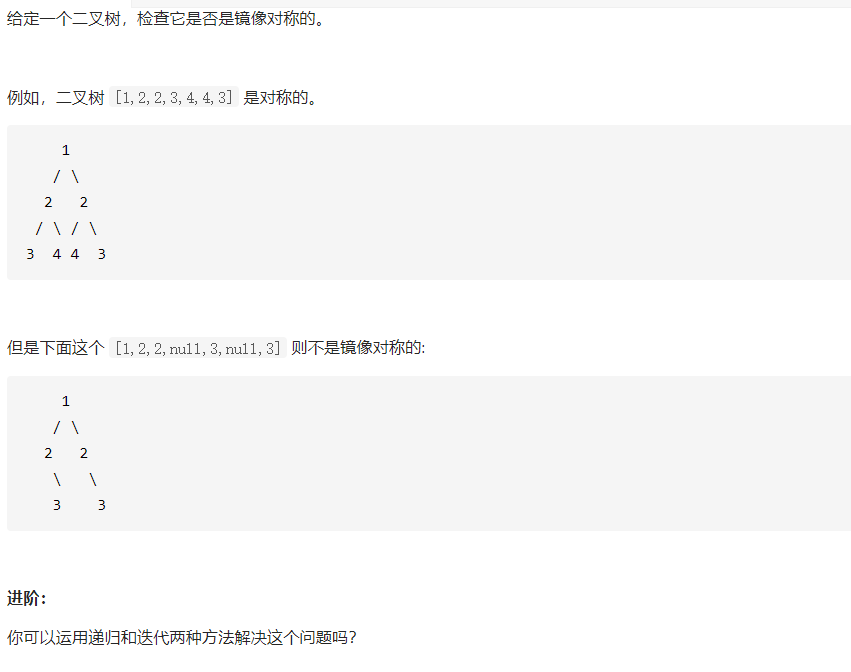 给定一个二叉树，检查它是否是镜像对称的。
例如，二叉树 [1,2,2,3,4,4,3] 是对称的。
    1
   / \
  2   2
 / \ / \
3  4 4  3
但是下面这个 [1,2,2,null,3,null,3] 则不是镜像对称的:
    1
   / \
  2   2
   \   \
   3    3
进阶：
你可以运用递归和迭代两种方法解决这个问题吗？